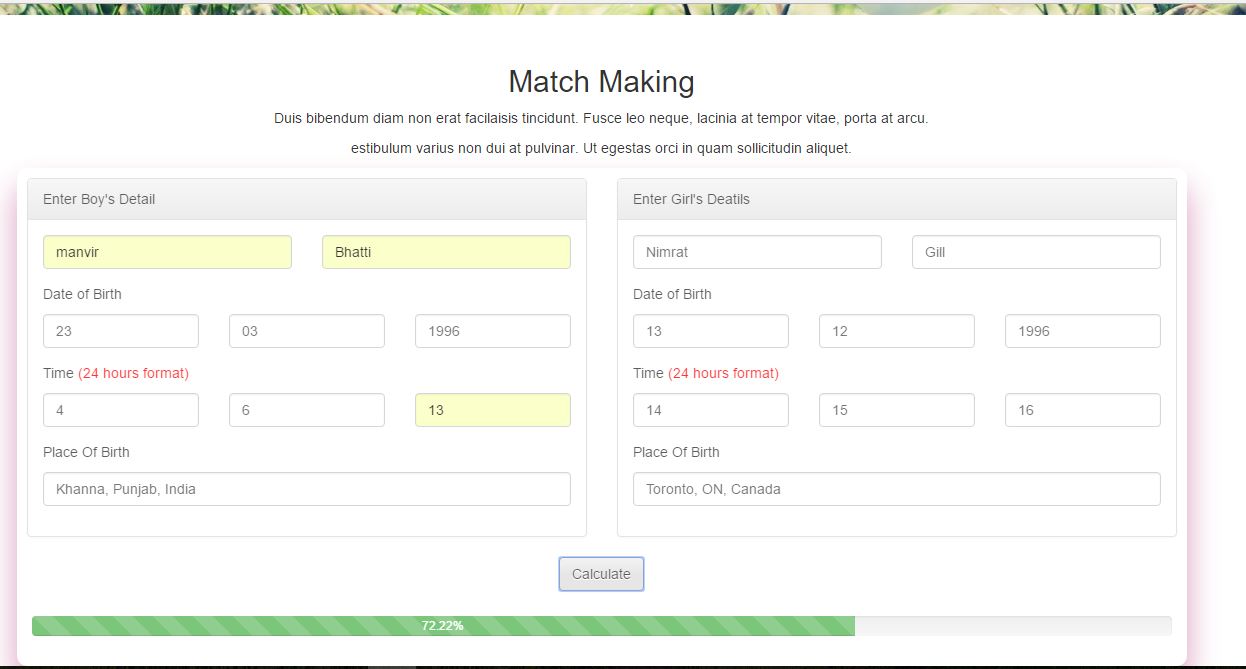 Match Making
Duis bibendum diam non erat facilaisis tincidunt. Fusce leo neque, lacinia at tempor vitae, porta at arcu.
estibulum varius non dui at pulvinar. Ut egestas orci in quam sollicitudin aliquet.
Enter Boy's Detail
manvir Bhatti
Date of Birth
23 03 1996
Time (24 hours format)
4 6 13
Place Of Birth
Khanna, Punjab, India
Enter Girl's Deatils
Nimrat Gill
Date of Birth
13 12 1996
Time (24 hours format)
14 15 16
Place Of Birth
Toronto, ON, Canada
Calculate
72.22%